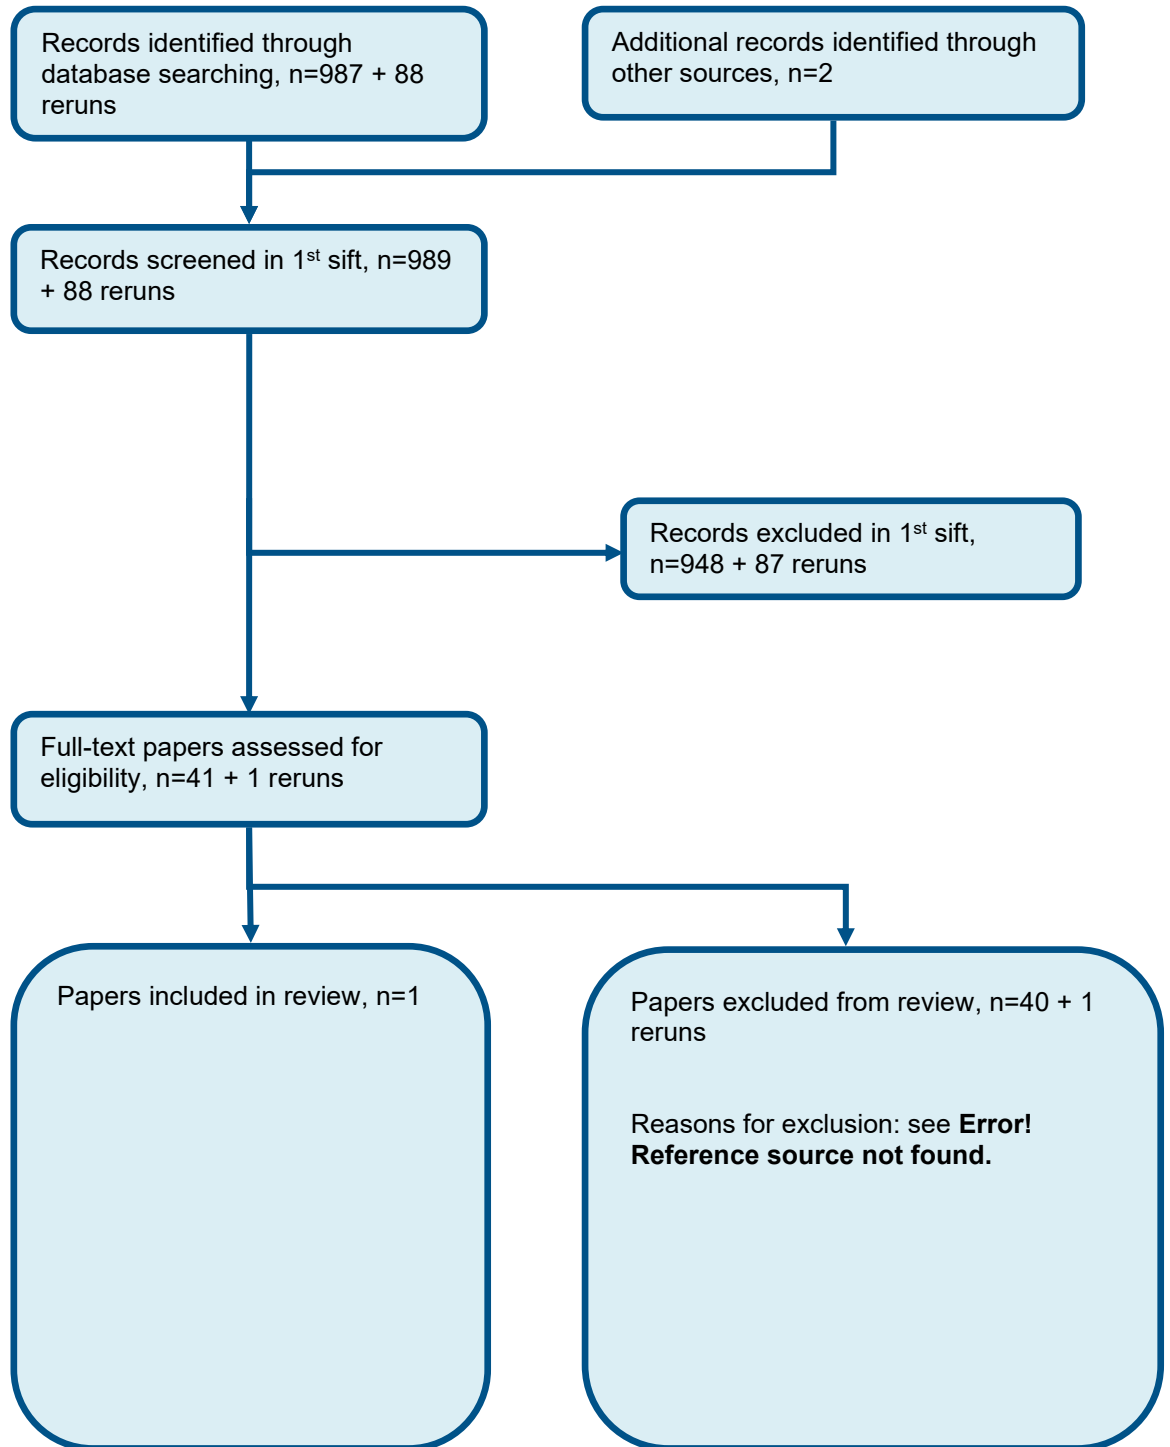 Records identified through
database searching, n=987 + 88
reruns
Additional records identified through
other sources, n=2
Records screened in 1st sift, n=989
+ 88 reruns
Records excluded in 1st sift,
n=948 + 87 reruns
Full-text papers assessed for
eligibility, n=41 + 1 reruns
Papers included in review, n=1
Papers excluded from review, n=40 + 1
reruns
Reasons for exclusion: see Error!
Reference source not found.